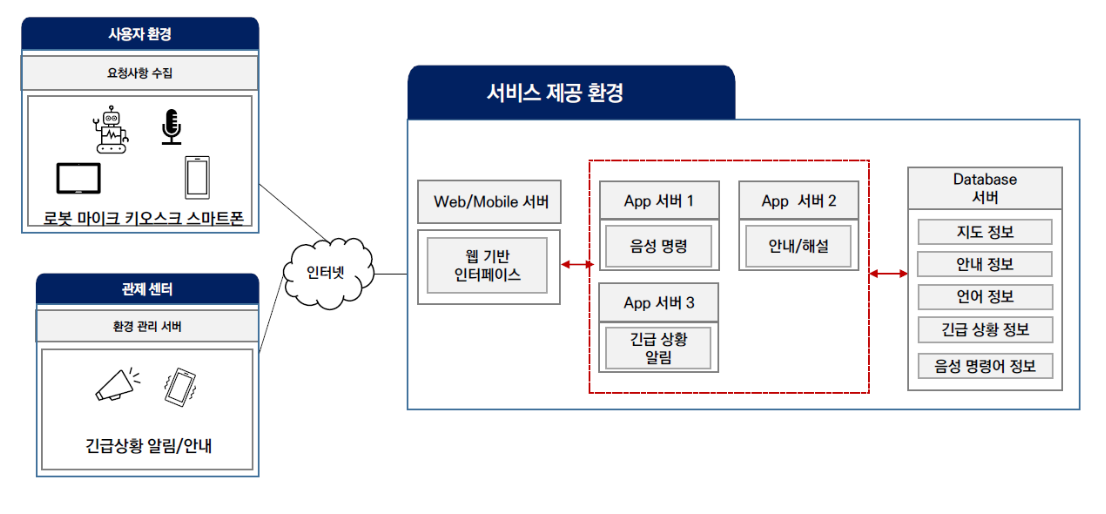 사용자 환경
요청사항 수집
로봇 마이크 키오스크 스마트폰
관제 센터
환경 관리 서버
긴급상황 알림/안내
인터넷
서비스 제공 환경
Web/Mobile 서버
웹 기반
인터페이스
App 서버 1
음성 명령
App 서버 2
안내/해설
App 서버 3
긴급 상황
알림
Database
서버
지도 정보
안내 정보
언어 정보
긴급 상황 정보
음성 명령어 정보